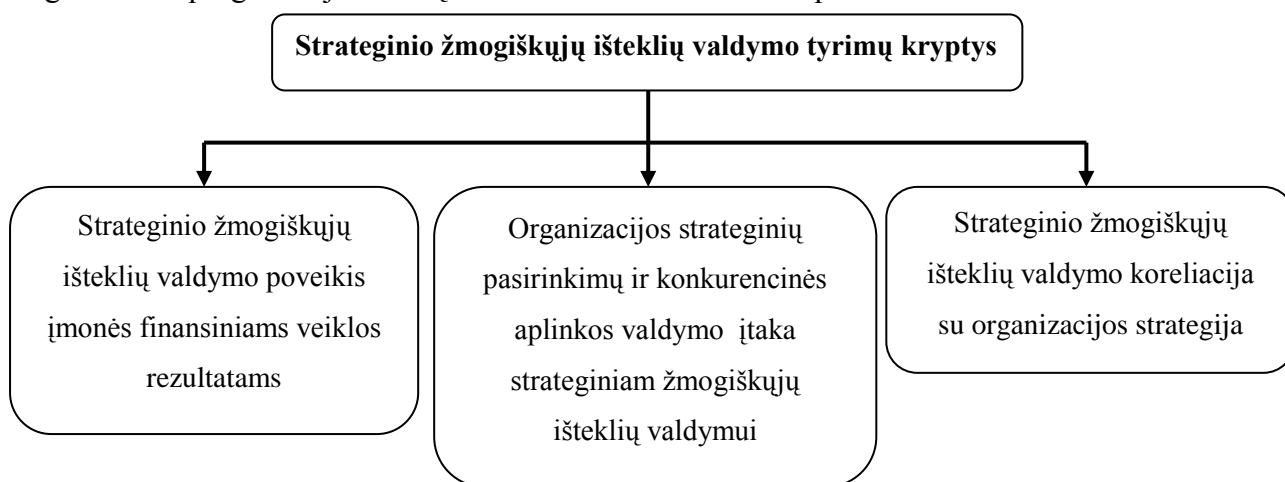 Strateginio žmogiškųjų išteklių valdymo tyrimų kryptys
Strateginio žmogiškųjų
išteklių valdymo poveikis
įmonės finansiniams veiklos
rezultatams
Organizacijos strateginių
pasirinkimų ir konkurencinės
aplinkos valdymo įtaka
strateginiam žmogiškųjų
išteklių valdymui
Strateginio žmogiškųjų
išteklių valdymo koreliacija
su organizacijos strategija